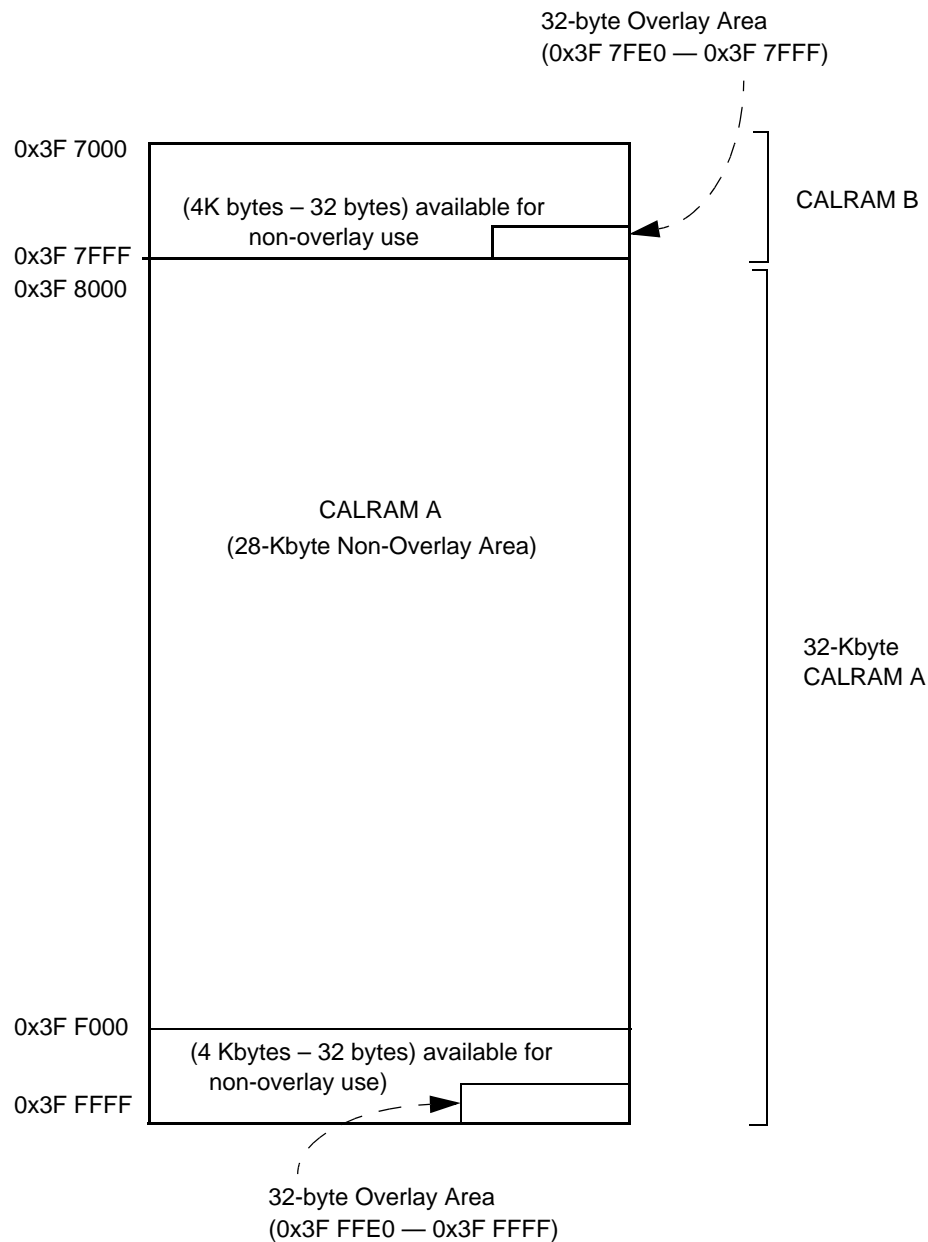 32-byte Overlay Area
(0x3F 7FE0 — 0x3F 7FFF)
0x3F 7000
(4K bytes – 32 bytes) available for
non-overlay use
CALRAM B
0x3F 7FFF
0x3F 8000
CALRAM A
(28-Kbyte Non-Overlay Area)
32-Kbyte
CALRAM A
0x3F F000
(4 Kbytes – 32 bytes) available for
non-overlay use)
0x3F FFFF
32-byte Overlay Area
(0x3F FFE0 — 0x3F FFFF)